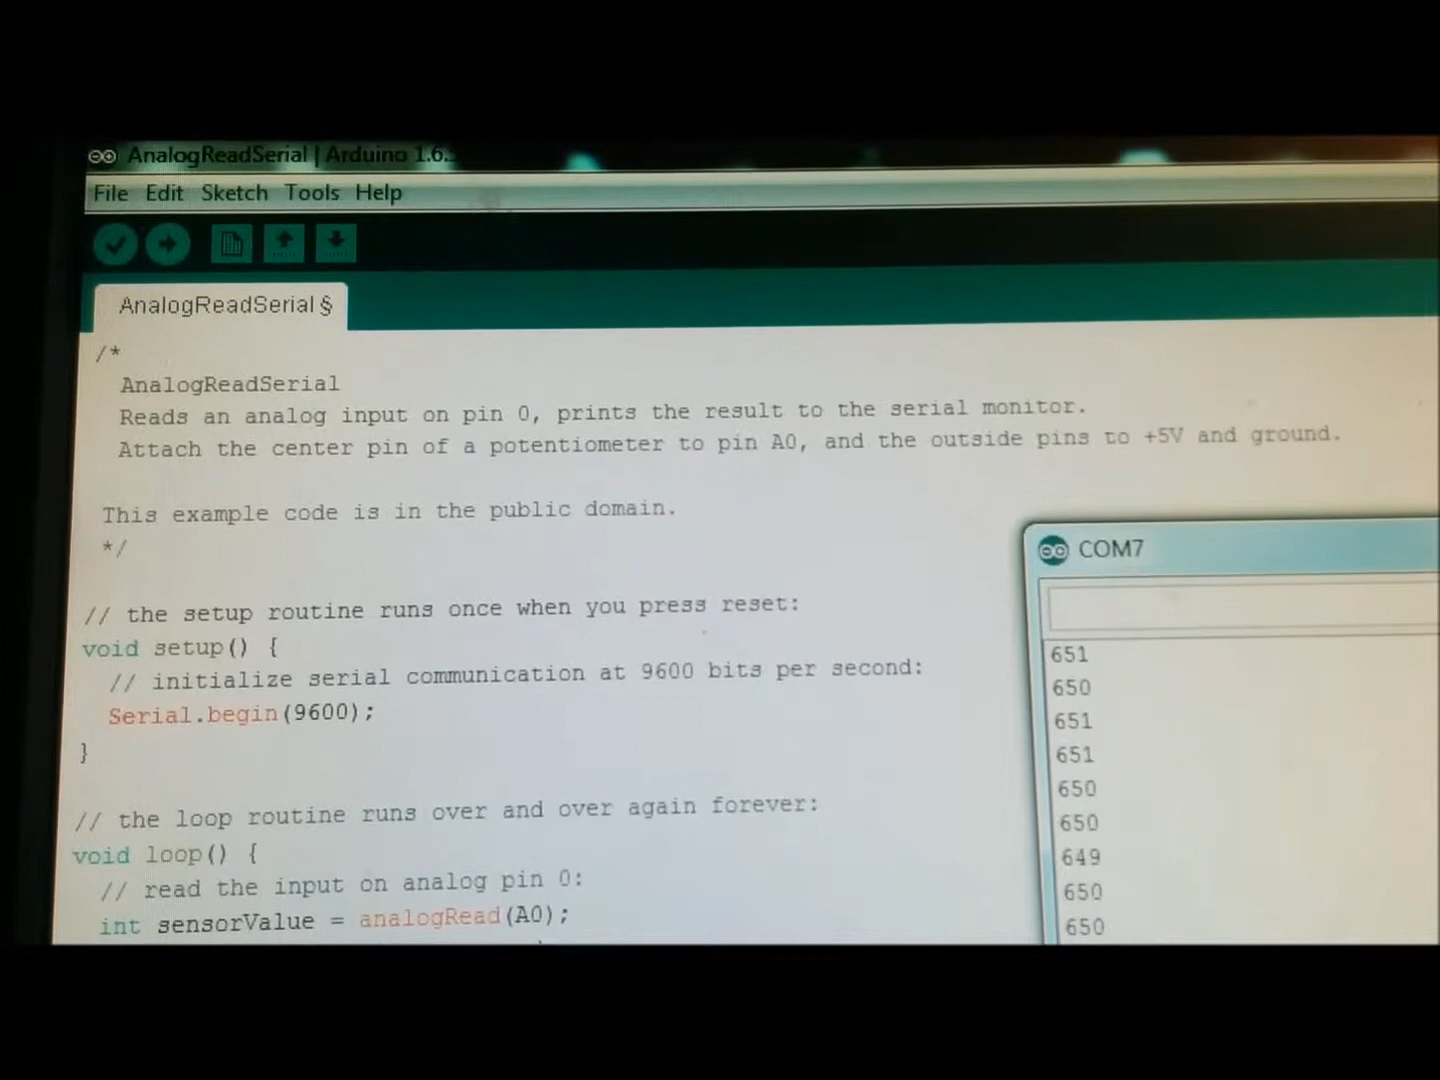 AnalogReadSerial | Arduino 1.6.
File Edit Sketch Tools Help
AnalogReadSerial §
/*
AnalogReadSerial
Reads an analog input on pin 0, prints the result to the serial monitor.
Attach the center pin of a potentiometer to pin A0, and the outside pins to +5V and ground.
This example code is in the public domain.
*/
// the setup routine runs once when you press reset:
void setup() {
// initialize serial communication at 9600 bits per second:
Serial.begin(9600);
}
// the loop routine runs over and over again forever:
void loop() {
// read the input on analog pin 0:
int sensorValue = analogRead(A0);
COM7
651
650
651
651
650
650
649
650
650